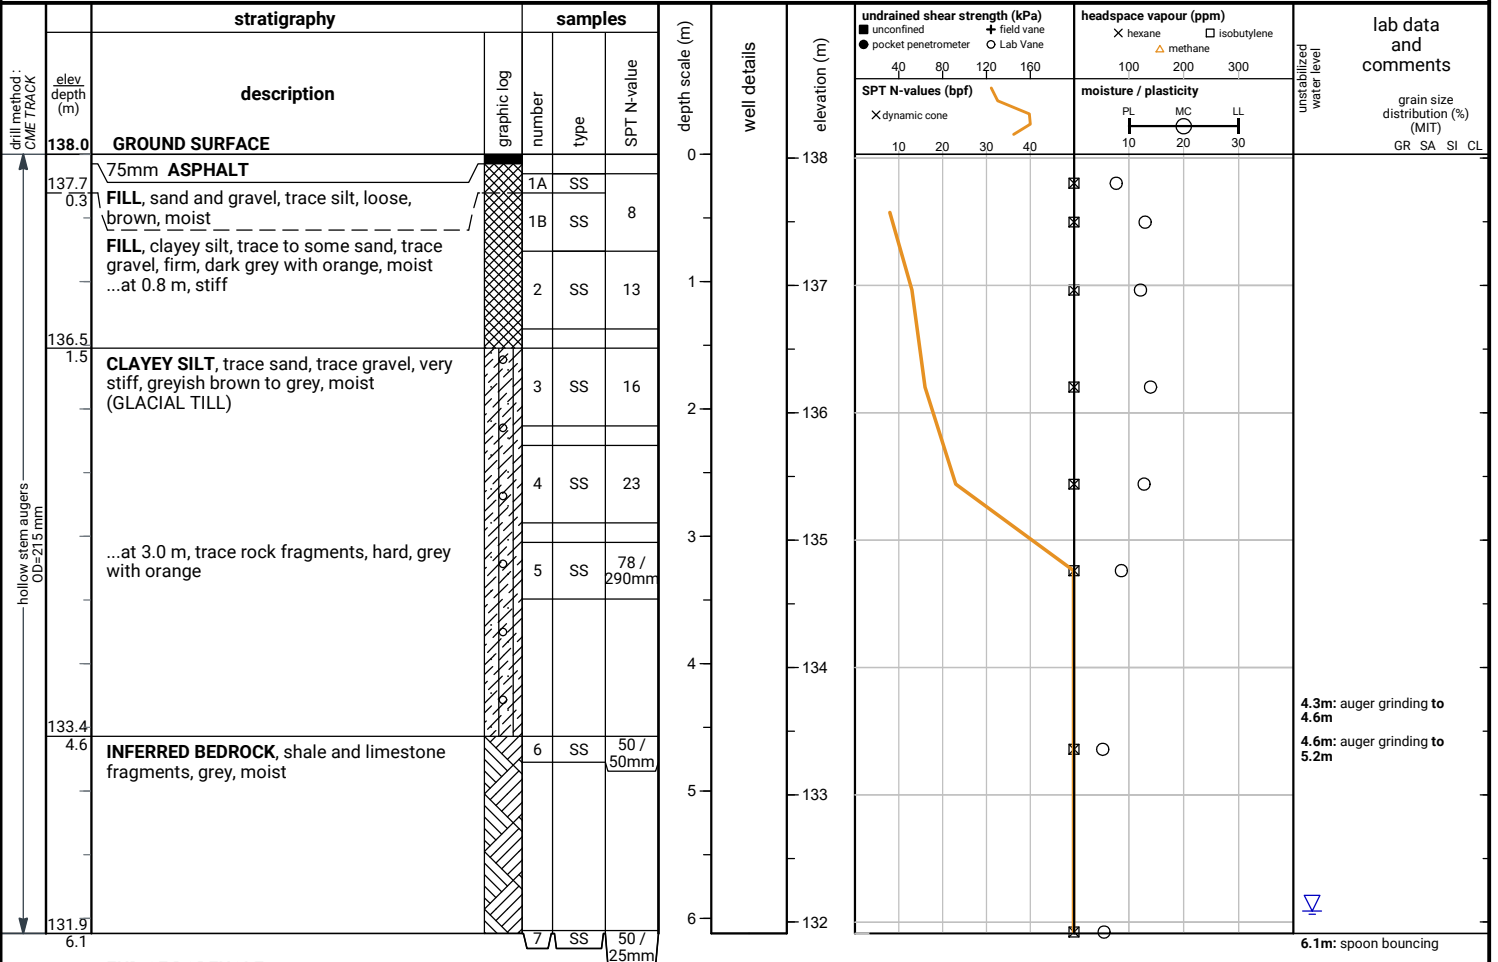 stratigraphy
samples
drill method :
CME TRACK
elev
depth
(m)
description
graphic log
number
type
SPT N-value
depth scale (m)
well details
elevation (m)
undrained shear strength (kPa)
unconfined
field vane
pocket penetrometer
Lab Vane
40 80 120 160
SPT N-values (bpf)
dynamic cone
10 20 30 40
headspace vapour (ppm)
hexane
isobutylene
methane
100 200 300
moisture / plasticity
PL MC LL
10 20 30
unstabilized
water level
lab data
and
comments
grain size
distribution (%)
(MIT)
GR SA SI CL
138.0 GROUND SURFACE
75mm ASPHALT
137.7
0.3
FILL, sand and gravel, trace silt, loose,
brown, moist
FILL, clayey silt, trace to some sand, trace
gravel, firm, dark grey with orange, moist
...at 0.8 m, stiff
136.5
1.5
CLAYEY SILT, trace sand, trace gravel, very
stiff, greyish brown to grey, moist
(GLACIAL TILL)
...at 3.0 m, trace rock fragments, hard, grey
with orange
133.4
4.6
INFERRED BEDROCK, shale and limestone
fragments, grey, moist
131.9
6.1
hollow stem augers
OD=215 mm
1A SS
1B SS
8
2 SS 13
3 SS 16
4 SS 23
5 SS 78 /
290mm
6 SS 50 /
50mm
7 SS 50 /
25mm
0
1
2
3
4
5
6
138
137
136
135
134
133
132
4.3m: auger grinding to
4.6m
4.6m: auger grinding to
5.2m
6.1m: spoon bouncing